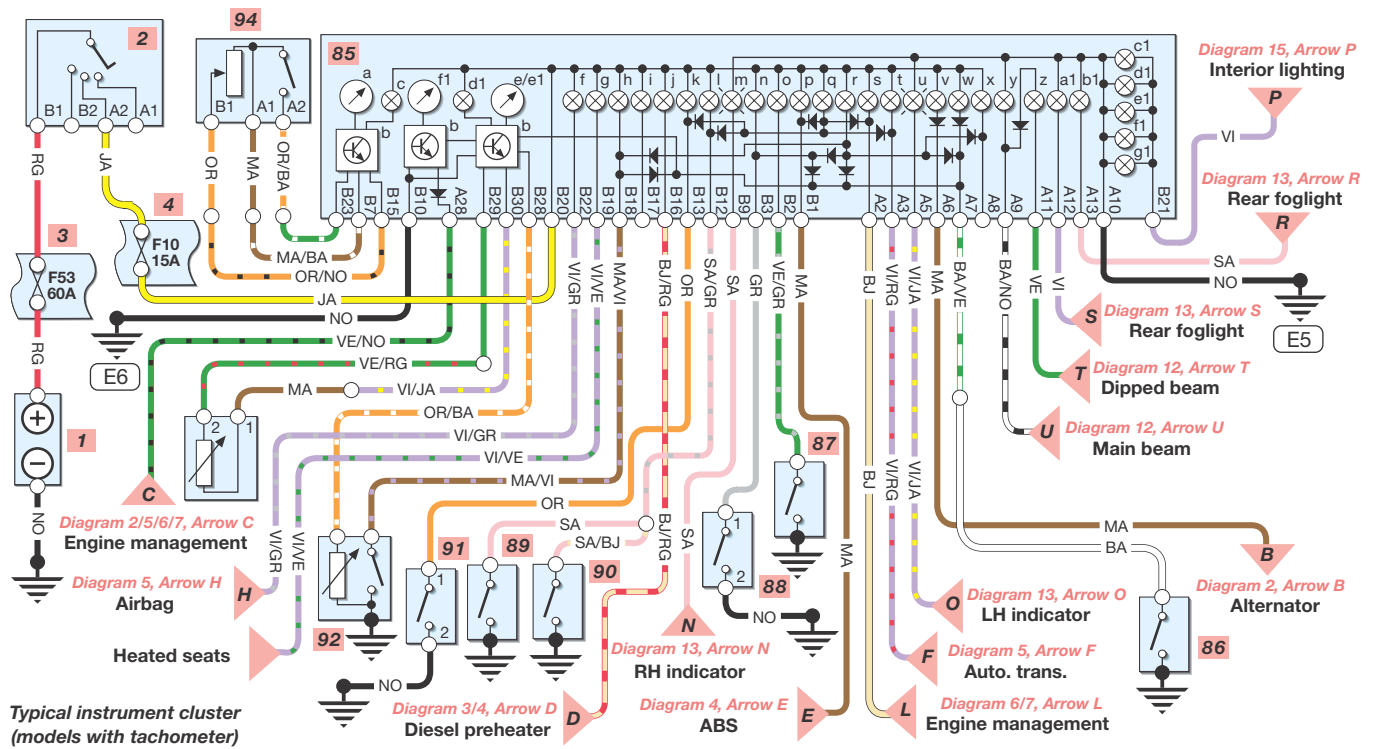 2
B1 B2 A2 A1
94
B1 A1 A2
85
a c f1 d1 e/e1 f g h i j k l m n o p q r s t u v w x y z a1 b1
c1
d1
e1
f1
g1
b b b
B23 B7 B15 B10 A28 B29 B30 B28 B20 B22 B19 B18 B17 B16 B13 B12 B9 B3 B2 B1 A2 A3 A5 A6 A7 A8 A9 A11 A12 A13 A10 B21
Diagram 15, Arrow P
Interior lighting
P
VI
Diagram 13, Arrow R
Rear foglight
R
SA
NO
E5
RG
JA
OR
MA
OR/BA
3
F53
60A
4
F10
15A
MA/BA
OR/NO
JA
NO
E6
VE/NO
VE/RG
MA
VI/JA
OR/BA
VI/GR
VI/VE
MA/VI
OR
SA
SA/BJ
VI/GR
VI/VE
MA/VI
BJ/RG
OR
SA/GR
SA
GR
VE/GR
MA
BJ
VI/RG
VI/JA
MA
BA/VE
BA/NO
VE
VI
S
Diagram 13, Arrow S
Rear foglight
T
Diagram 12, Arrow T
Dipped beam
U
Diagram 12, Arrow U
Main beam
RG
1
NO
2 1
C
Diagram 2/5/6/7, Arrow C
Engine management
Diagram 5, Arrow H
Airbag
H
VI/GR
VI/VE
Heated seats
92
91
1
2
NO
89
90
BJ/RG
SA
88
1
2
NO
87
MA
BJ
VI/RG
VI/JA
MA
BA
B
Diagram 2, Arrow B
Alternator
86
O
Diagram 13, Arrow O
LH indicator
F
Diagram 5, Arrow F
Auto. trans.
L
Diagram 6/7, Arrow L
Engine management
N
Diagram 13, Arrow N
RH indicator
Diagram 4, Arrow E
ABS
E
Diagram 3/4, Arrow D
Diesel preheater
D
Typical instrument cluster
(models with tachometer)